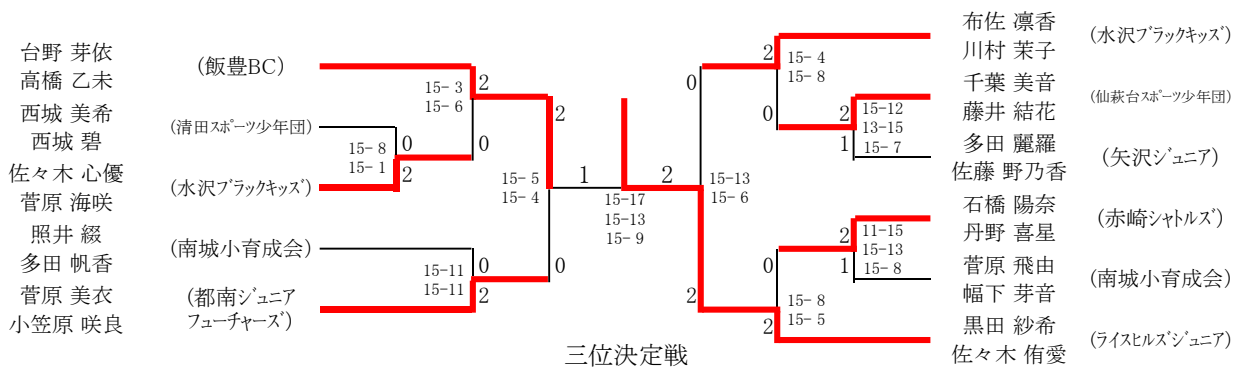 台野 芽依
高橋 乙未
(飯豊BC)
西城 美希
西城 碧
(清田スポーツ少年団)
佐々木 心優
菅原 海咲
(水沢ブラックキッズ)
照井 綴
多田 帆香
(南城小育成会)
菅原 美衣
小笠原 咲良
(都南ジュニア
フューチャーズ)
15- 3
15- 6
2
0
15- 8
15- 1
0
2
15- 5
15- 4
2
0
15-11
15-11
0
2
1
2
15-17
15-13
15- 9
三位決定戦
0
2
15-13
15- 6
2
0
15- 4
15- 8
2
1
15-12
13-15
15- 7
0
2
15- 8
15- 5
2
1
11-15
15-13
15- 8
布佐 凛香
川村 茉子
(水沢ブラックキッズ)
千葉 美音
藤井 結花
(仙萩台スポーツ少年団)
多田 麗羅
佐藤 野乃香
(矢沢ジュニア)
石橋 陽奈
丹野 喜星
(赤崎シャトルズ)
菅原 飛由
幅下 芽音
(南城小育成会)
黒田 紗希
佐々木 侑愛
(ライスヒルズジュニア)